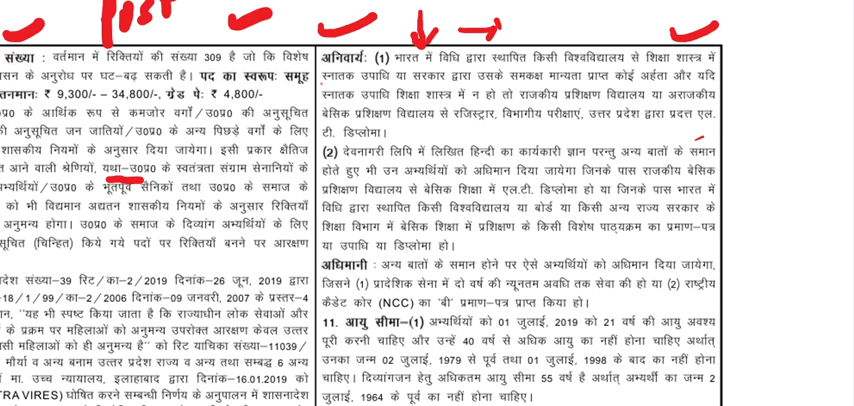 Post
संख्या : वर्तमान में रिक्तियों की संख्या 309 है जो कि विशेष
सन के अनुरोध पर घट-बढ़ सकती है। पद का स्वरूपः समूह
तनमानः ₹ 9,300/- – 34,800/-, ग्रेड पेः ₹ 4,800/-
उ0प्र0 के आर्थिक रूप से कमजोर वर्गों/उ0प्र0 की अनुसूचित
की अनुसूचित जन जातियों/उ0प्र0 के अन्य पिछड़े वर्गो के लिए
शासकीय नियमों के अनुसार दिया जायेगा। इसी प्रकार क्षैतिज
त आने वाली श्रेणियों, यथा-उ0प्र0 के स्वतंत्रता संग्राम सेनानियों के
भ्यर्थियों/उ0प्र0 के भूतपूर्व सैनिकों तथा उ0प्र0 के समाज के
को भी विद्यमान अद्यतन शासकीय नियमों के अनुसार रिक्तियाँ
अनुमन्य होगा। उ0प्र0 के समाज के दिव्यांग अभ्यर्थियों के लिए
सूचित (चिन्हित) किये गये पदों पर रिक्तियाँ बनने पर आरक्षण
देश संख्या-39 रिट/का-2/2019 दिनांक-26 जून, 2019 द्वारा
-18/1/99/का-2/2006 दिनांक-09 जनवरी, 2007 के प्रस्तर-4
न, "यह भी स्पष्ट किया जाता है कि राज्याधीन लोक सेवाओं और
के प्रक्रम पर महिलाओं को अनुमन्य उपरोक्त आरक्षण केवल उत्तर
सी महिलाओं को ही अनुमन्य है" को रिट याचिका संख्या-11039/
मौर्या व अन्य बनाम उत्तर प्रदेश राज्य व अन्य तथा सम्बद्ध 6 अन्य
में मा. उच्च न्यायालय, इलाहाबाद द्वारा दिनांक-16.01.2019 को
TRA VIRES) घोषित करने सम्बन्धी निर्णय के अनुपालन में शासनादेश
अनिवार्य: (1) भारत में विधि द्वारा स्थापित किसी विश्वविद्यालय से शिक्षा शास्त्र में
स्नातक उपाधि या सरकार द्वारा उसके समकक्ष मान्यता प्राप्त कोई अर्हता और यदि
स्नातक उपाधि शिक्षा शास्त्र में न हो तो राजकीय प्रशिक्षण विद्यालय या अराजकीय
बेसिक प्रशिक्षण विद्यालय से रजिस्ट्रार, विभागीय परीक्षाएं, उत्तर प्रदेश द्वारा प्रदत्त एल.
टी. डिप्लोमा।
(2) देवनागरी लिपि में लिखित हिन्दी का कार्यकारी ज्ञान परन्तु अन्य बातों के समान
होते हुए भी उन अभ्यर्थियों को अधिमान दिया जायेगा जिनके पास राजकीय बेसिक
प्रशिक्षण विद्यालय से बेसिक शिक्षा में एल.टी. डिप्लोमा हो या जिनके पास भारत में
विधि द्वारा स्थापित किसी विश्वविद्यालय या बोर्ड या किसी अन्य राज्य सरकार के
शिक्षा विभाग में बेसिक शिक्षा में प्रशिक्षण के किसी विशेष पाठ्यक्रम का प्रमाण-पत्र
या उपाधि या डिप्लोमा हो।
अधिमानी : अन्य बातों के समान होने पर ऐसे अभ्यर्थियों को अधिमान दिया जायेगा,
जिसने (1) प्रादेशिक सेना में दो वर्ष की न्यूनतम अवधि तक सेवा की हो या (2) राष्ट्रीय
कैडेट कोर (NCC) का 'बी' प्रमाण-पत्र प्राप्त किया हो।
11. आयु सीमा-(1) अभ्यर्थियों को 01 जुलाई, 2019 को 21 वर्ष की आयु अवश्य
पूरी करनी चाहिए और उन्हें 40 वर्ष से अधिक आयु का नहीं होना चाहिए अर्थात्
उनका जन्म 02 जुलाई, 1979 से पूर्व तथा 01 जुलाई, 1998 के बाद का नहीं होना
चाहिए। दिव्यांगजन हेतु अधिकतम आयु सीमा 55 वर्ष है अर्थात् अभ्यर्थी का जन्म 2
जुलाई, 1964 के पूर्व का नहीं होना चाहिए।